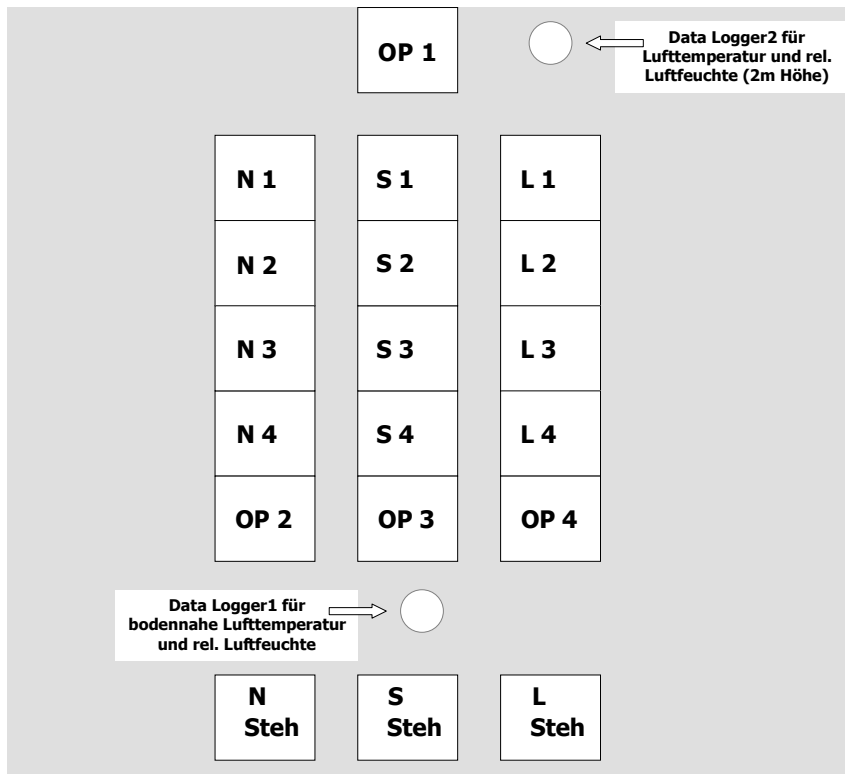 OP 1
Data Logger2 für
Lufttemperatur und rel.
Luftfeuchte (2m Höhe)
N 1
S 1
L 1
N 2
S 2
L 2
N 3
S 3
L 3
N 4
S 4
L 4
OP 2
OP 3
OP 4
Data Logger1 für
bodennahe Lufttemperatur
und rel. Luftfeuchte
N
Steh
S
Steh
L
Steh